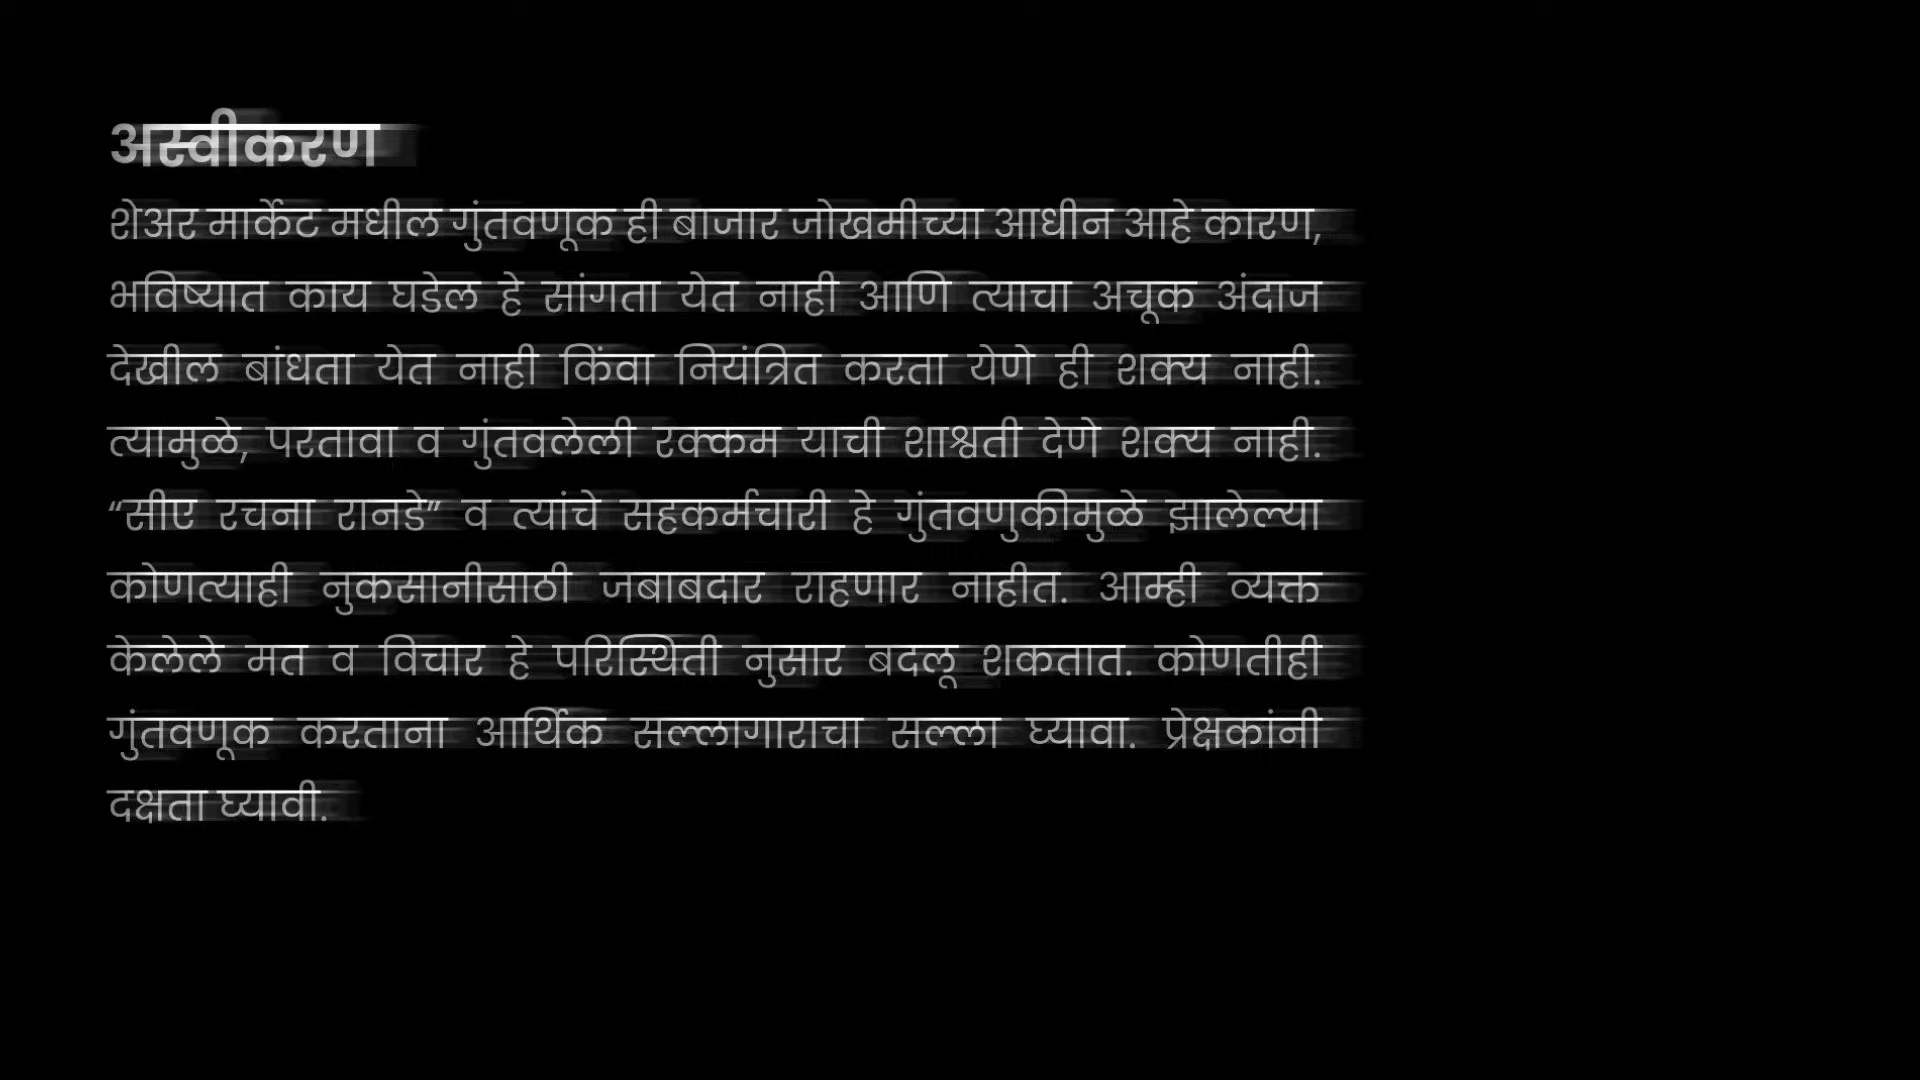 अस्वीकरण
शेअर मार्केट मधील गुंतवणूक ही बाजार जोखमीच्या आधीन आहे कारण,
भविष्यात काय घडेल हे सांगता येत नाही आणि त्याचा अचूक अंदाज
देखील बांधता येत नाही किंवा नियंत्रित करता येणे ही शक्य नाही.
त्यामुळे, परतावा व गुंतवलेली रक्कम याची शाश्वती देणे शक्य नाही.
“सीए रचना रानडे” व त्यांचे सहकर्मचारी हे गुंतवणुकीमुळे झालेल्या
कोणत्याही नुकसानीसाठी जबाबदार राहणार नाहीत. आम्ही व्यक्त
केलेले मत व विचार हे परिस्थिती नुसार बदलू शकतात. कोणतीही
गुंतवणूक करताना आर्थिक सल्लागाराचा सल्ला घ्यावा. प्रेक्षकांनी
दक्षता घ्यावी.